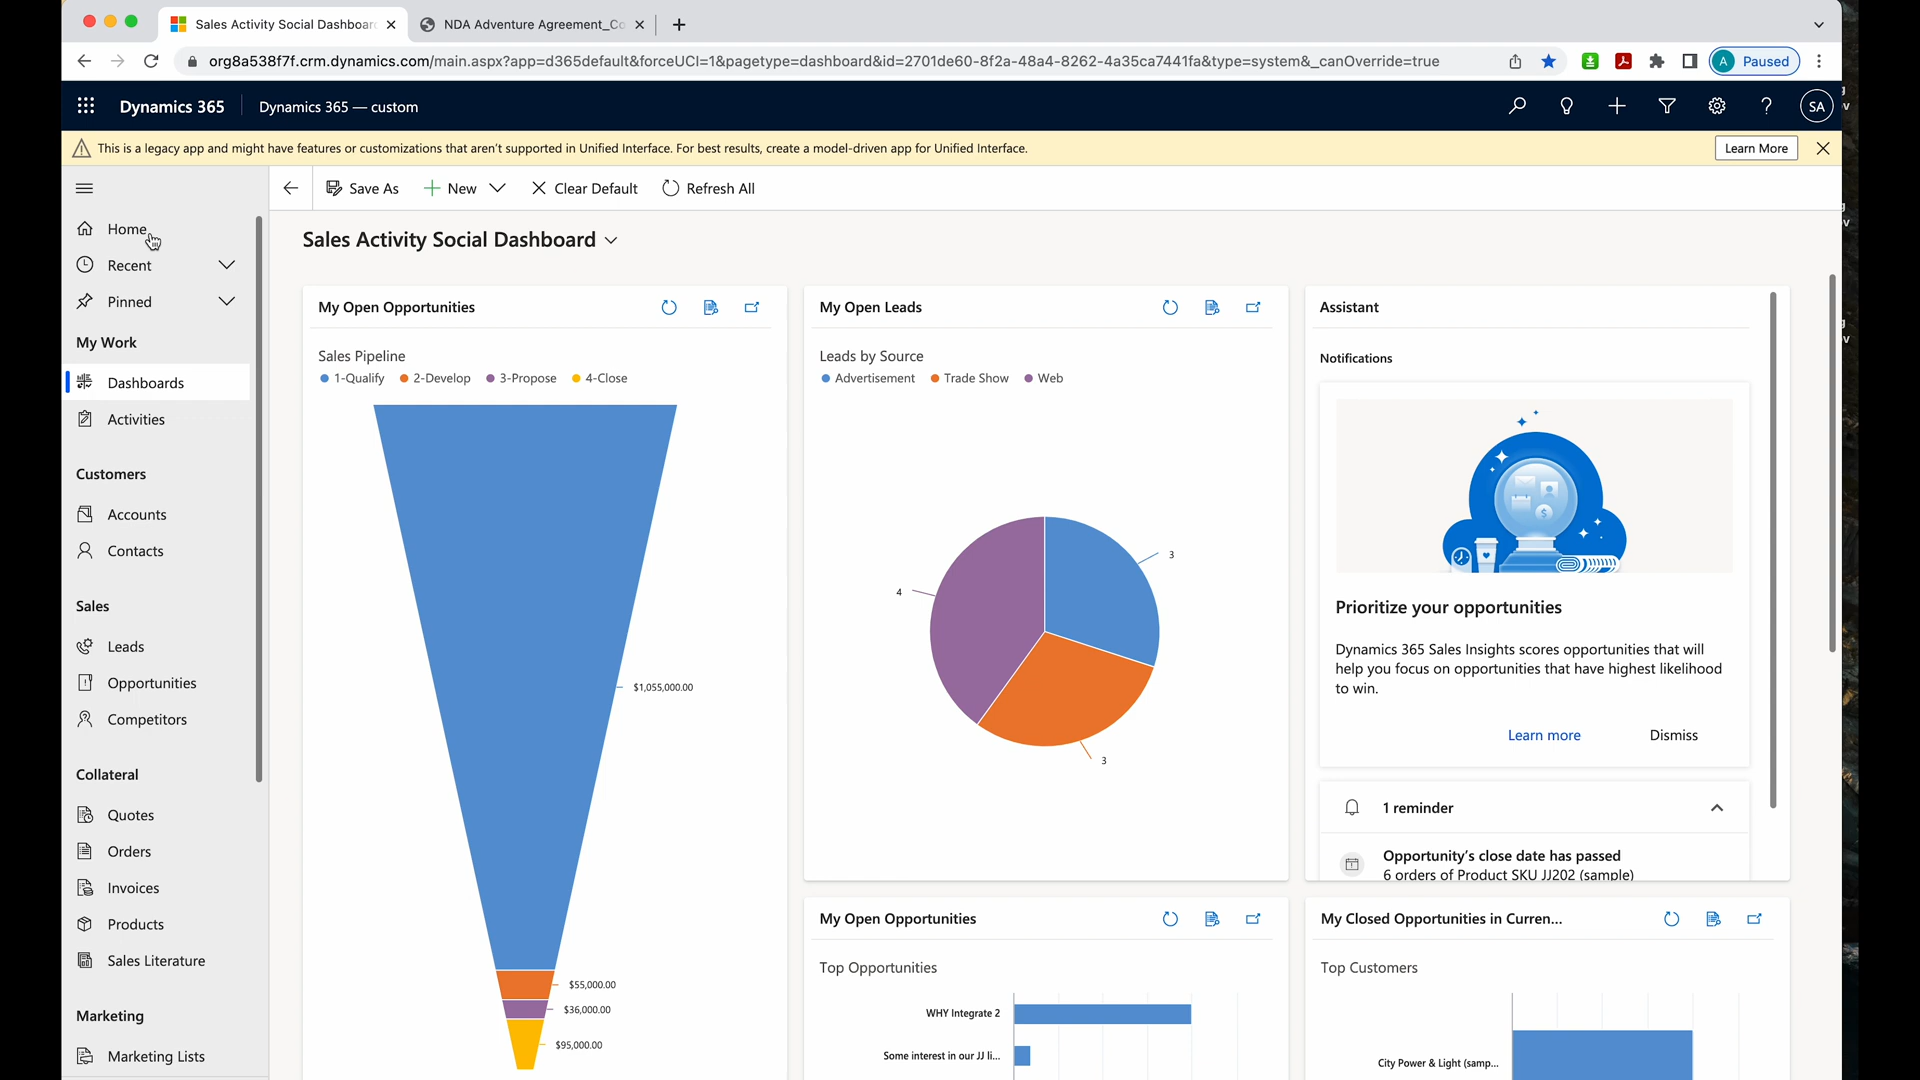 Sales Activity Social Dashboar
NDA Adventure Agreement_Co
org8a538f7f.crm.dynamics.com/main.aspx?app=d365default&forceUCI=1&pagetype=dashboard&id=2701de60-8f2a-48a4-8262-4a35ca7441fa&type=system&_canOverride=true
A Paused
Dynamics 365
Dynamics 365 — custom
SA
This is a legacy app and might have features or customizations that aren't supported in Unified Interface. For best results, create a model-driven app for Unified Interface.
Learn More
Save As
New
Clear Default
Refresh All
Home
Recent
Pinned
My Work
Dashboards
Activities
Customers
Accounts
Contacts
Sales
Leads
Opportunities
Competitors
Collateral
Quotes
Orders
Invoices
Products
Sales Literature
Marketing
Marketing Lists
Sales Activity Social Dashboard
My Open Opportunities
Sales Pipeline
1-Qualify 2-Develop 3-Propose 4-Close
$1,055,000.00
$55,000.00
$36,000.00
$95,000.00
My Open Leads
Leads by Source
Advertisement Trade Show Web
3
4
3
Assistant
Notifications
Prioritize your opportunities
Dynamics 365 Sales Insights scores opportunities that will
help you focus on opportunities that have highest likelihood
to win.
Learn more
Dismiss
1 reminder
Opportunity's close date has passed
6 orders of Product SKU JJ202 (sample)
My Open Opportunities
Top Opportunities
WHY Integrate 2
Some interest in our JJ li...
My Closed Opportunities in Curren...
Top Customers
City Power & Light (samp...